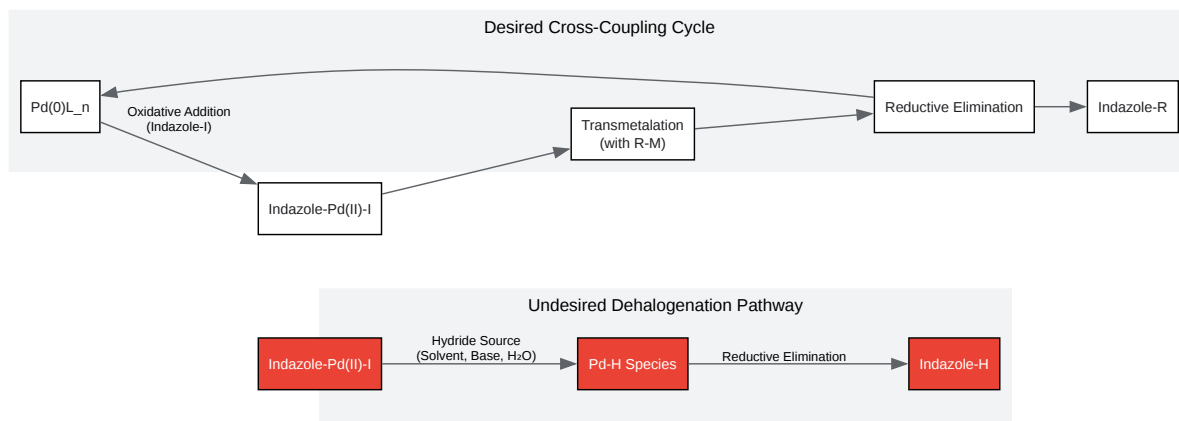 Desired Cross-Coupling Cycle
Pd(0)L_n
Oxidative Addition
(Indazole-I)
Indazole-Pd(II)-I
Transmetalation
(with R-M)
Reductive Elimination
Indazole-R
Undesired Dehalogenation Pathway
Indazole-Pd(II)-I
Hydride Source
(Solvent, Base, H₂O)
Pd-H Species
Reductive Elimination
Indazole-H